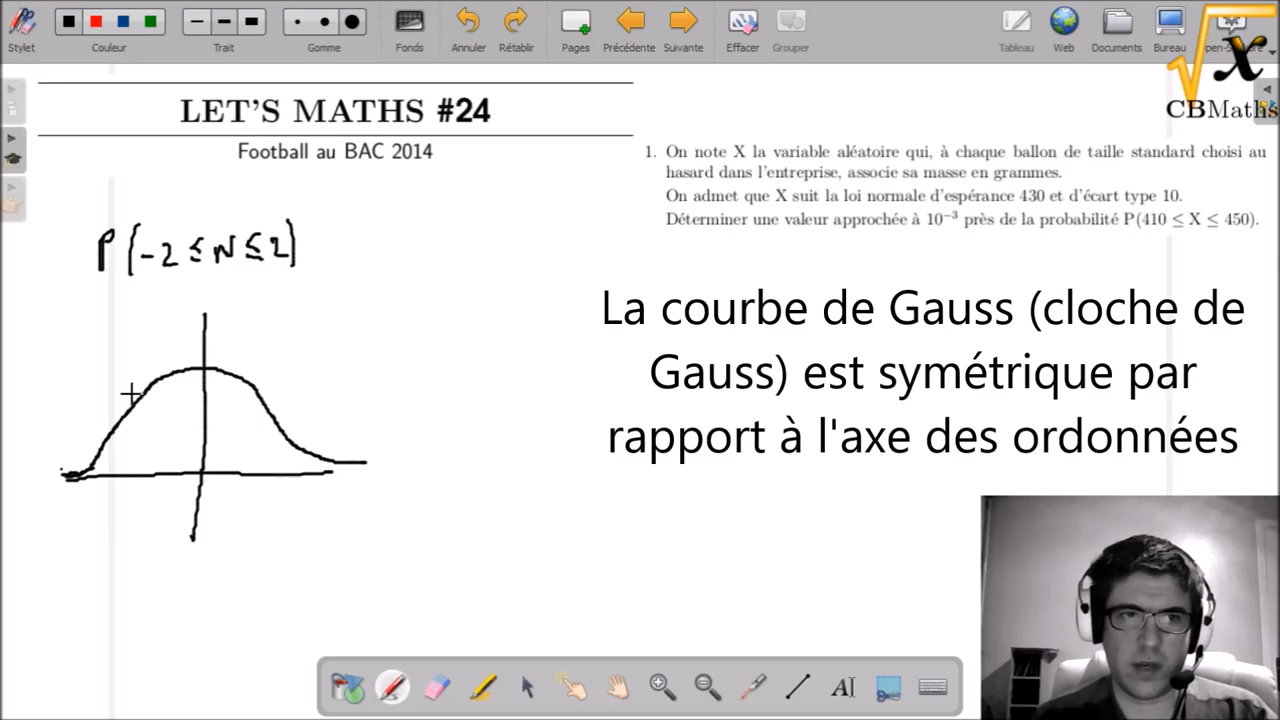 Stylet
Couleur
Trait
Gomme
Fonds
Annuler
Rétablir
Pages
Précédente
Suivante
Effacer
Grouper
Tableau
Web
Documents
Bureau
CBMaths
LET'S MATHS #24
Football au BAC 2014
1. On note X la variable aléatoire qui, à chaque ballon de taille standard choisi au
hasard dans l'entreprise, associe sa masse en grammes.
On admet que X suit la loi normale d'espérance 430 et d'écart type 10.
Déterminer une valeur approchée à 10⁻³ près de la probabilité P(410 ≤ X ≤ 450).
P(-2 ≤ N ≤ 2)
La courbe de Gauss (cloche de
Gauss) est symétrique par
rapport à l'axe des ordonnées